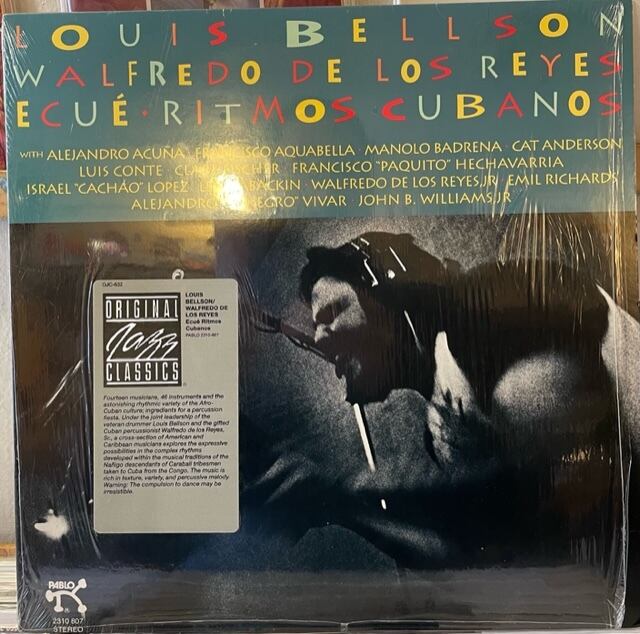 LOUIS BELLSON
WALFREDO DE LOS REYES
ECUÉ · RITMOS CUBANOS
WITH ALEJANDRO ACUÑA · FRANCISCO AQUABELLA · MANOLO BADRENA · CAT ANDERSON
LUIS CONTE · FRANCISCO "PAQUITO" HECHAVARRIA
ISRAEL "CACHÁO" LOPEZ · WALFREDO DE LOS REYES, JR · EMIL RICHARDS
ALEJANDRO VIVAR · JOHN B. WILLIAMS, JR
OJC-632
ORIGINAL
Jazz
CLASSICS
LOUIS
BELLSON/
WALFREDO DE
LOS REYES
Ecué Ritmos
Cubanos
PABLO 2310-807
Fourteen musicians, 46 instruments and the
astonishing rhythmic variety of the Afro-
Cuban culture; ingredients for a percussion
fiesta. Under the joint leadership of the
veteran drummer Louis Bellson and the gifted
Cuban percussionist Walfredo de los Reyes,
Sr., a cross-section of American and
Caribbean musicians explores the expressive
possibilities in the complex rhythms
developed within the musical traditions of the
Nañigo descendants of Carabali tribesmen
taken to Cuba from the Congo. The music is
rich in texture, variety, and percussive melody.
Warning: The compulsion to dance may be
irresistible.
PABLO
2310 807
STEREO